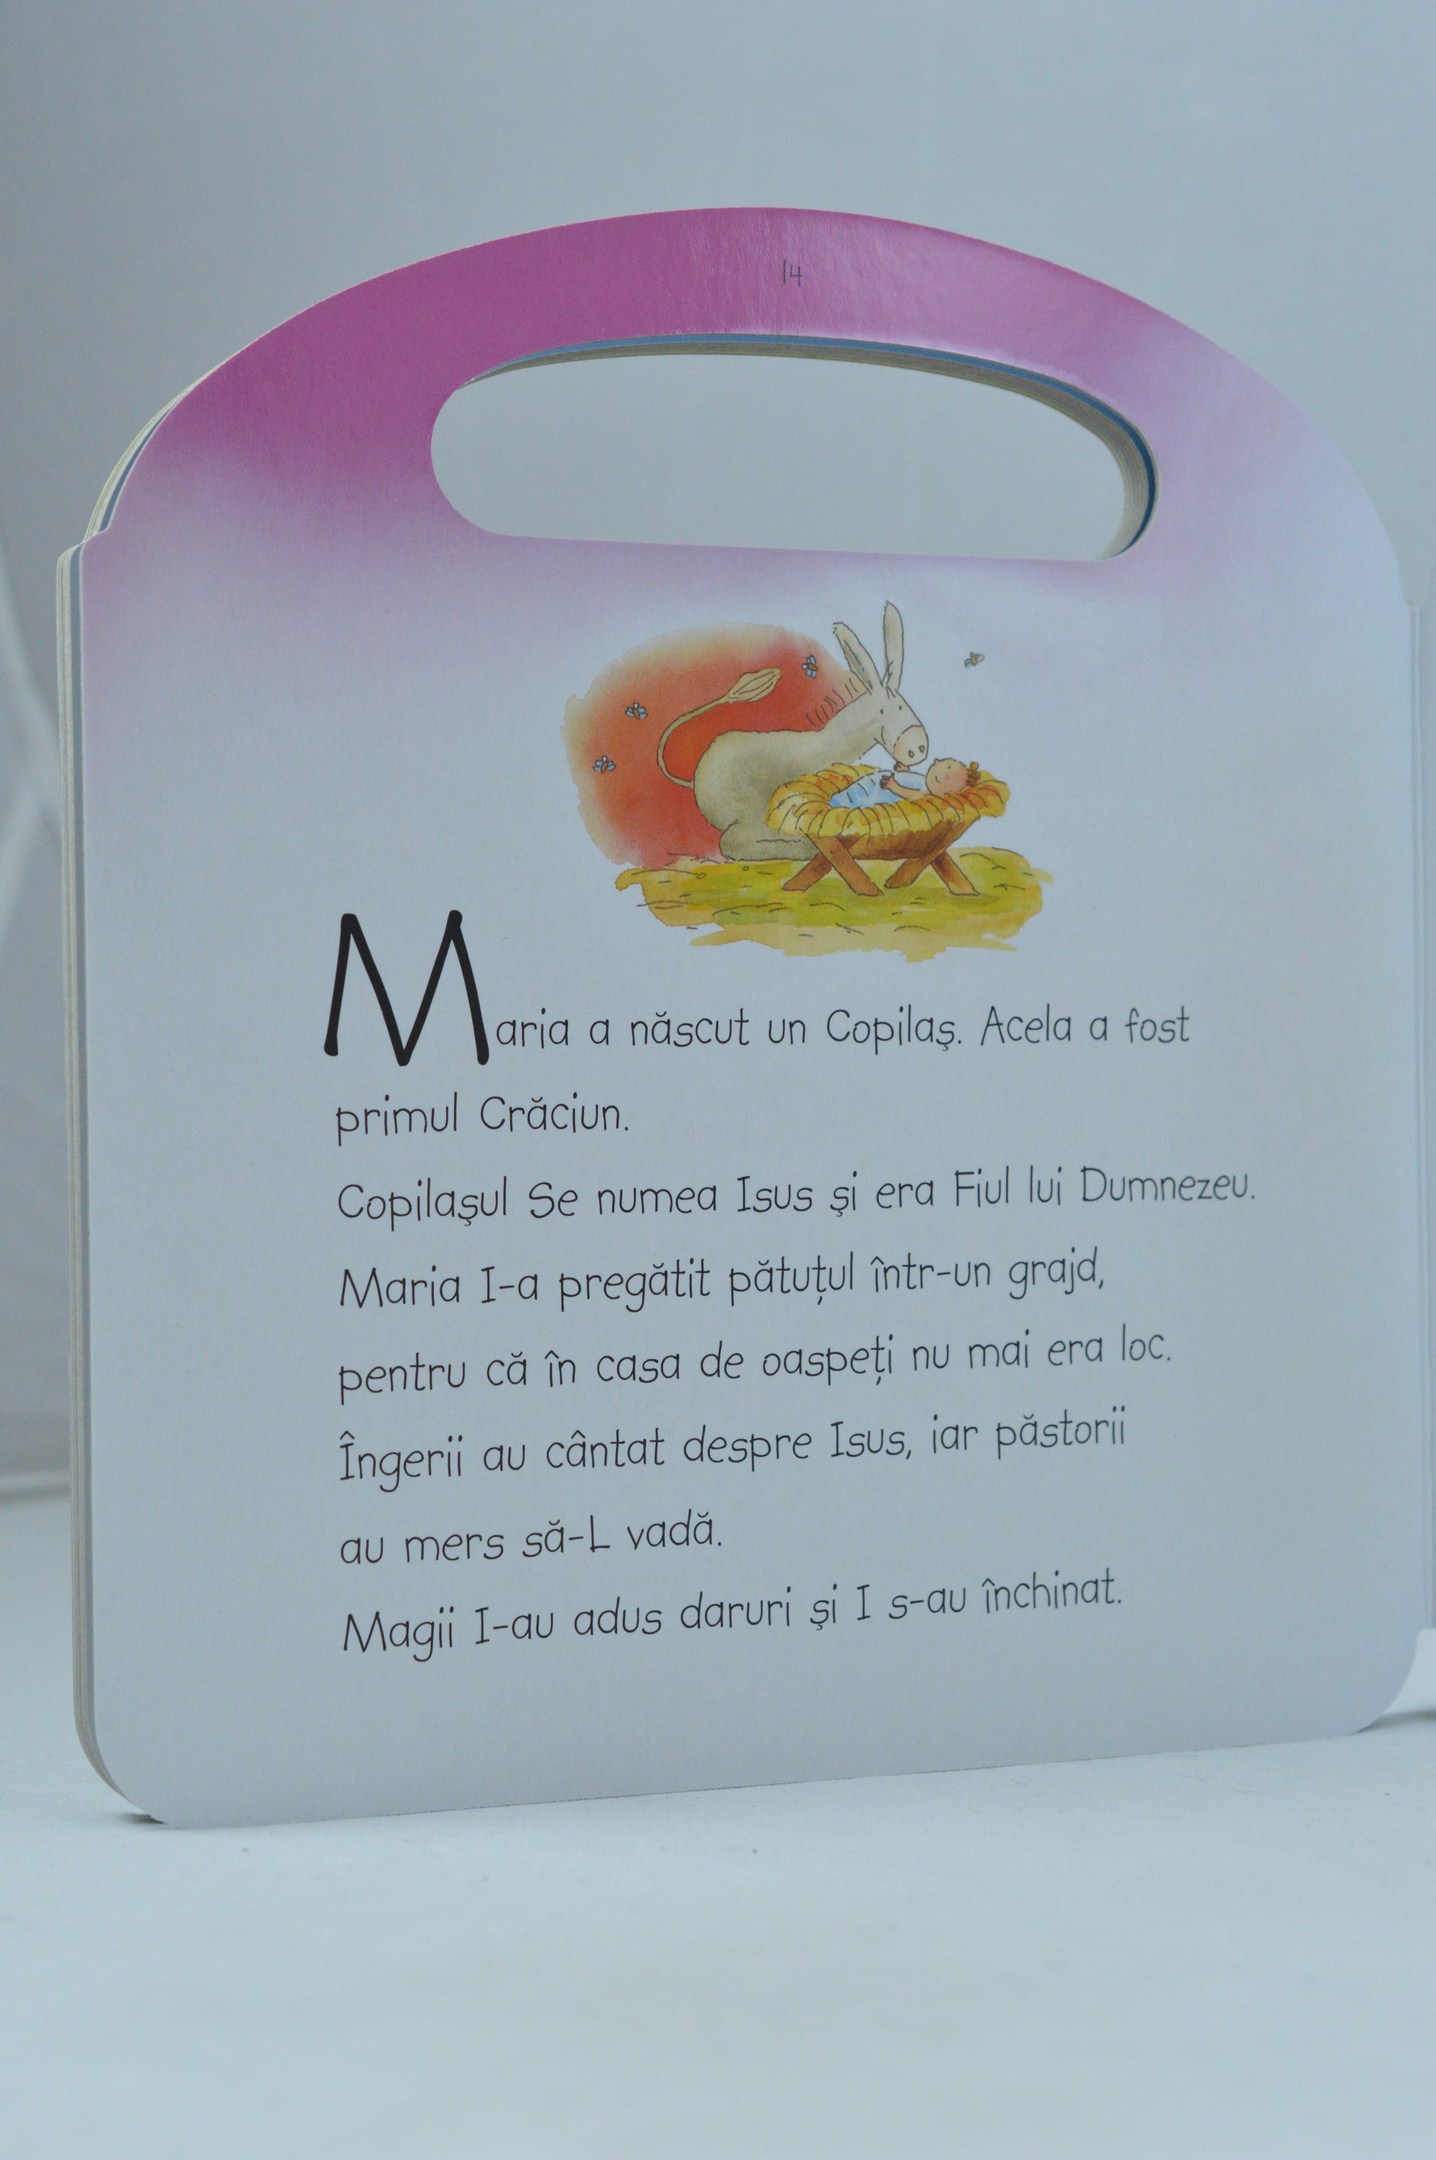 14
Maria a născut un Copilaş. Acela a fost
primul Crăciun.
Copilaşul Se numea Isus şi era Fiul lui Dumnezeu.
Maria I-a pregătit pătuțul într-un grajd,
pentru că în casa de oaspeți nu mai era loc.
Îngerii au cântat despre Isus, iar păstorii
au mers să-L vadă.
Magii I-au adus daruri şi I s-au închinat.